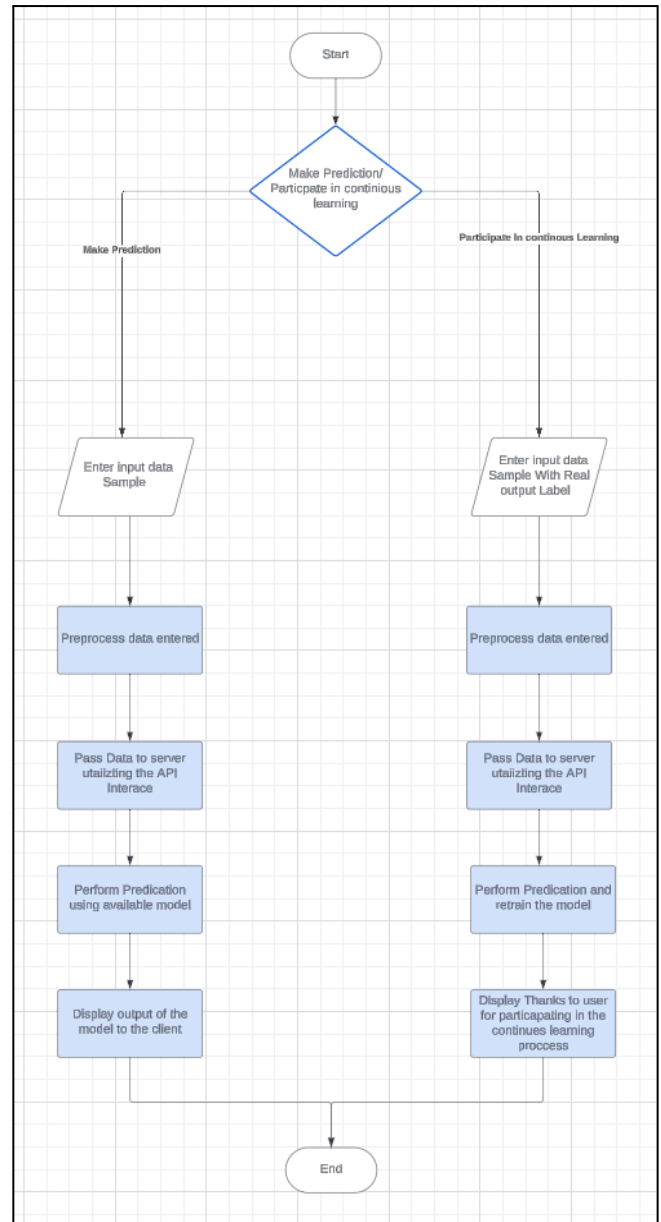 Start
Make Prediction/
Particpate in continious
learning
Make Prediction
Participate In continous Learning
Enter input data
Sample
Enter input data
Sample With Real
output Label
Preprocess data entered
Preprocess data entered
Pass Data to server
utaiizting the API
Interace
Pass Data to server
utaiizting the API
Interace
Perform Predication
using available model
Perform Predication and
retrain the model
Display output of the
model to the client
Display Thanks to user
for particapating in the
continues learning
proccess
End